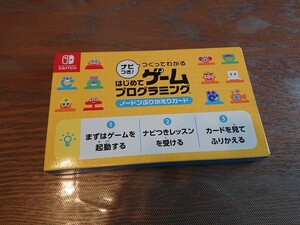 NINTENDO
SWITCH
ナビ
つき!
つくってわかる
はじめて
ゲーム
プログラミング
ノードンふりかえりカード
1
まずはゲームを
起動する
2
ナビつきレッスン
を受ける
3
カードを見て
ふりかえる